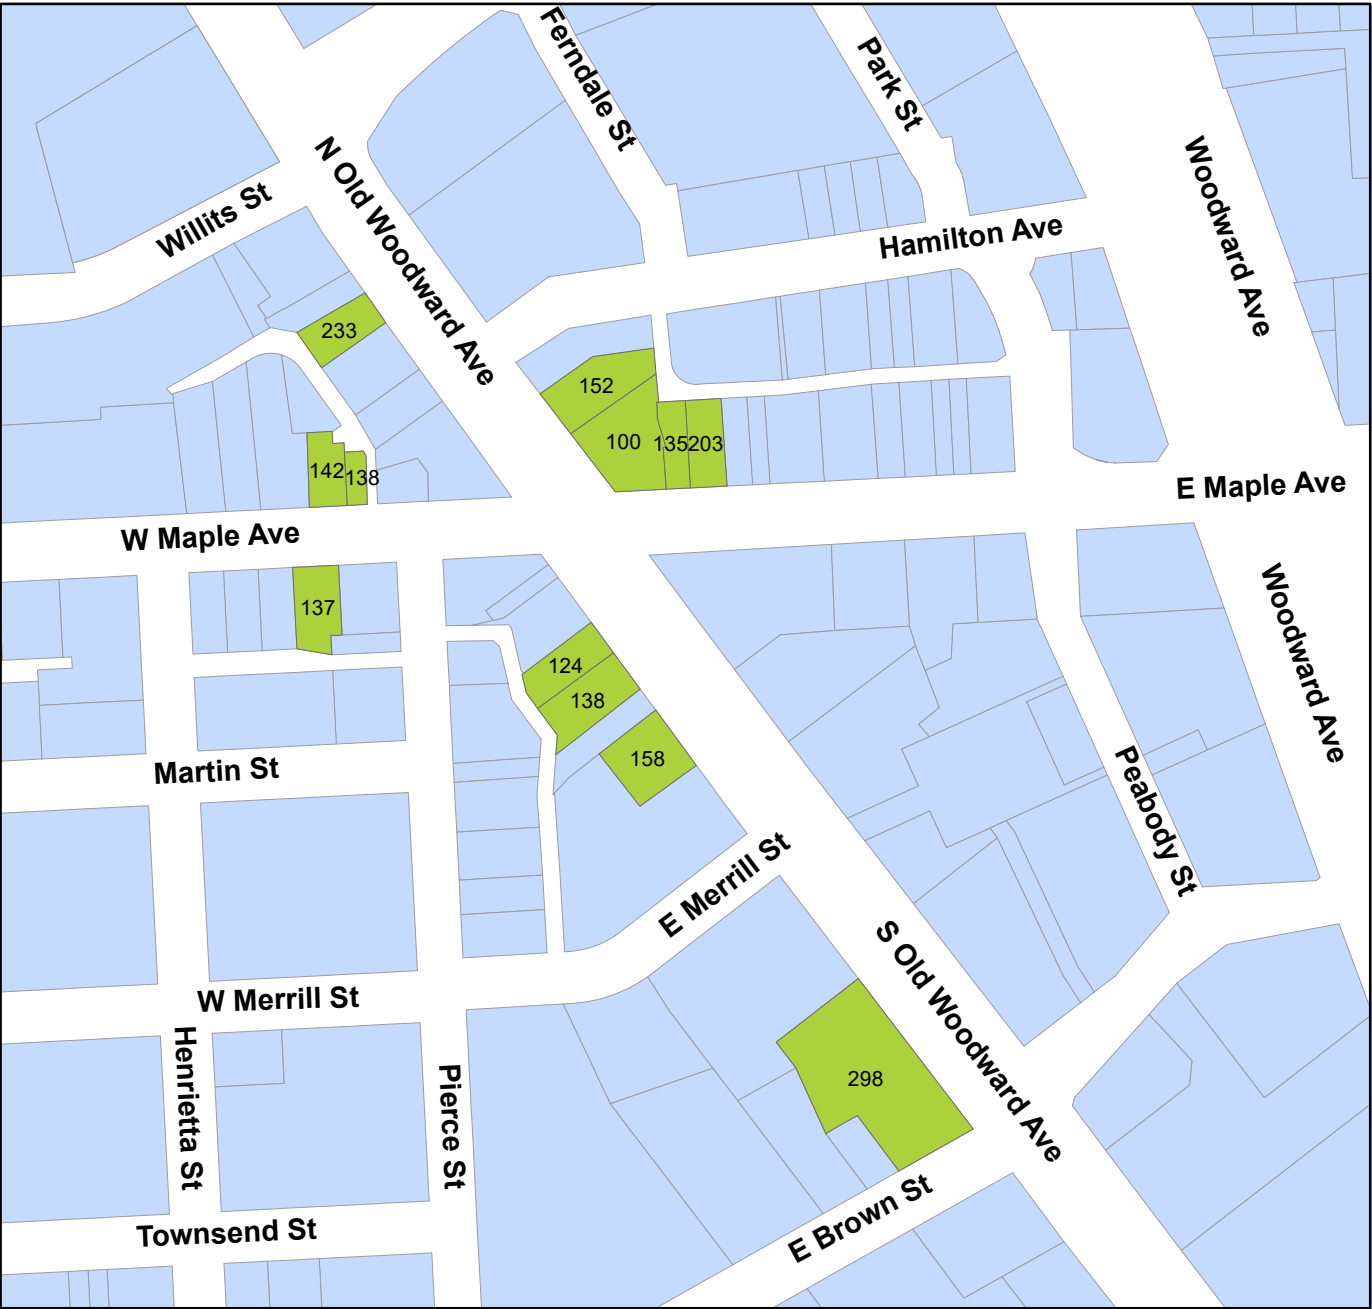 Ferndale St
Park St
N Old Woodward Ave
Woodward Ave
Willits St
Hamilton Ave
233
152
100
135
203
142
138
E Maple Ave
W Maple Ave
137
Woodward Ave
124
138
158
Martin St
Peabody St
E Merrill St
S Old Woodward Ave
W Merrill St
Henrietta St
Pierce St
298
E Brown St
Townsend St